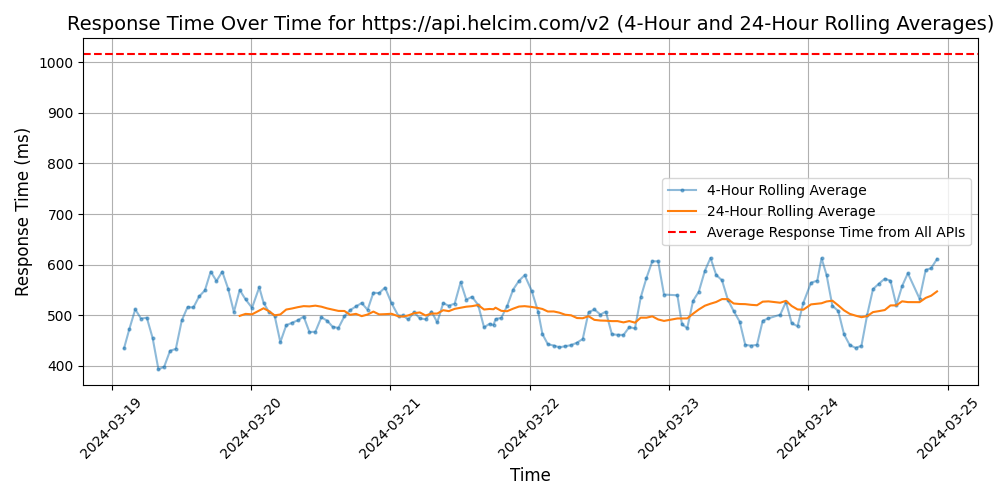 Response Time Over Time for https://api.helcim.com/v2 (4-Hour and 24-Hour Rolling Averages)
Response Time (ms)
1000
900
800
700
600
500
400
4-Hour Rolling Average
24-Hour Rolling Average
Average Response Time from All APIs
2024-03-19
2024-03-20
2024-03-21
2024-03-22
2024-03-23
2024-03-24
2024-03-25
Time